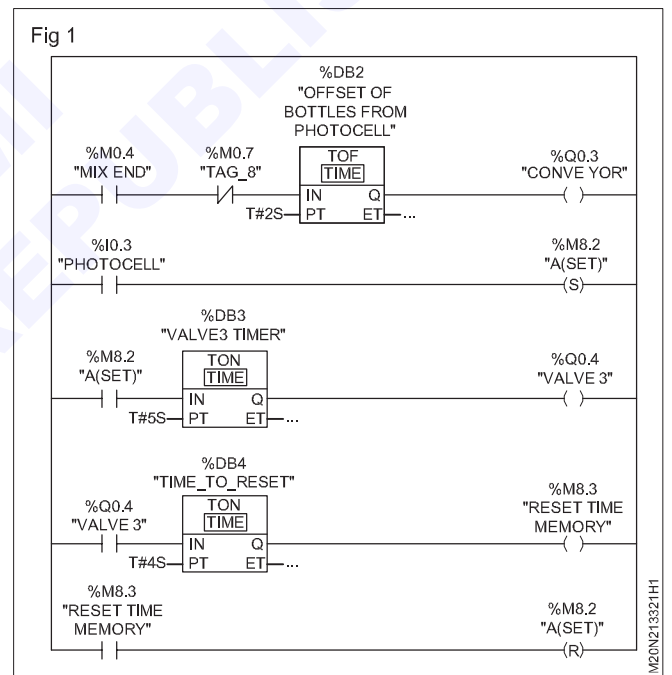 Fig 1
%DB2
"OFFSET OF
BOTTLES FROM
PHOTOCELL"
%M0.4
"MIX END"
%M0.7
"TAG_8"
TOF
TIME
%Q0.3
"CONVE YOR"
IN Q
T#2S PT ET ...
%I0.3
"PHOTOCELL"
%M8.2
"A(SET)"
(S)
%DB3
"VALVE3 TIMER"
%M8.2
"A(SET)"
TON
TIME
%Q0.4
"VALVE 3"
IN Q
T#5S PT ET ...
%DB4
"TIME_TO_RESET"
%Q0.4
"VALVE 3"
TON
TIME
%M8.3
"RESET TIME
MEMORY"
IN Q
T#4S PT ET ...
%M8.3
"RESET TIME
MEMORY"
%M8.2
"A(SET)"
(R)
M20N213321H1